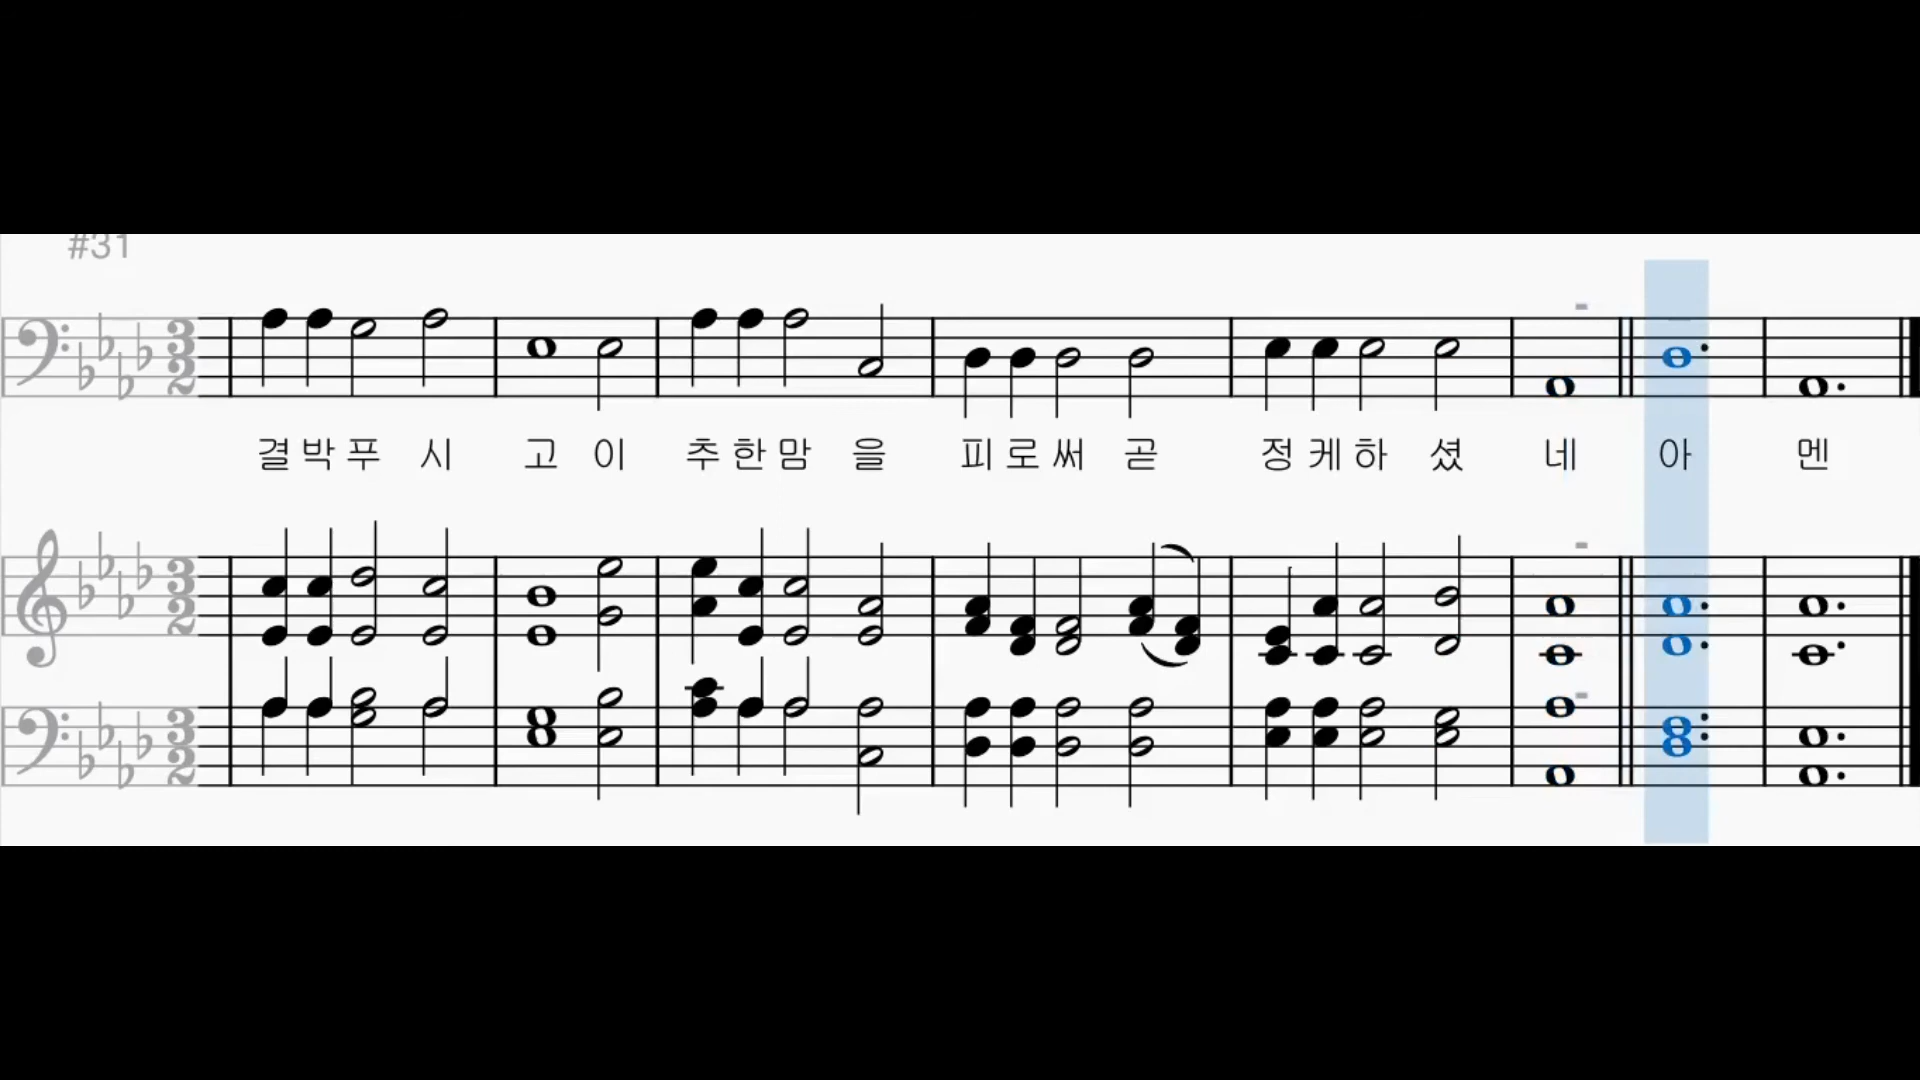 #31
결 박 푸 시 고 이 추 한 맘 을 피 로 써 곧 정 케 하 셨 네 아 멘